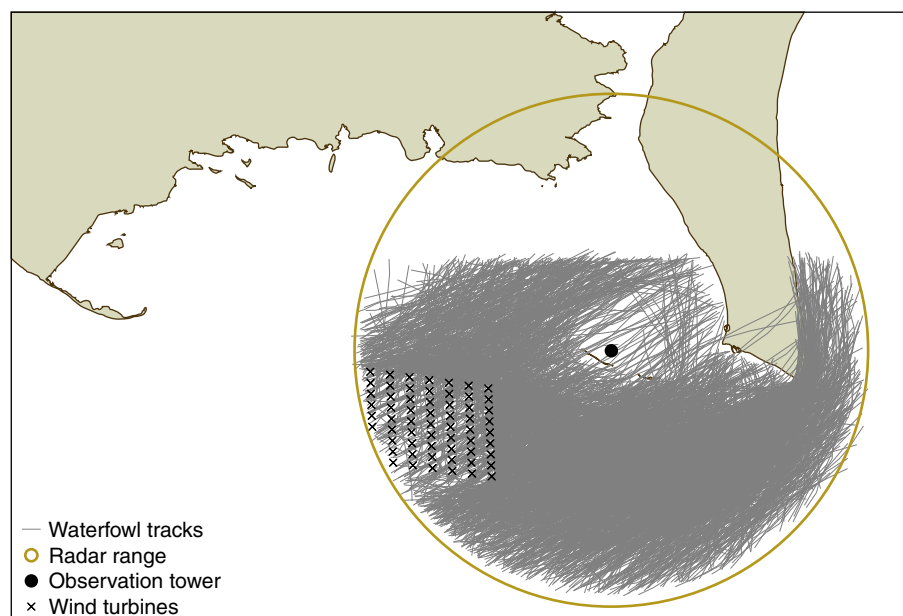 Waterfowl tracks
Radar range
Observation tower
Wind turbines